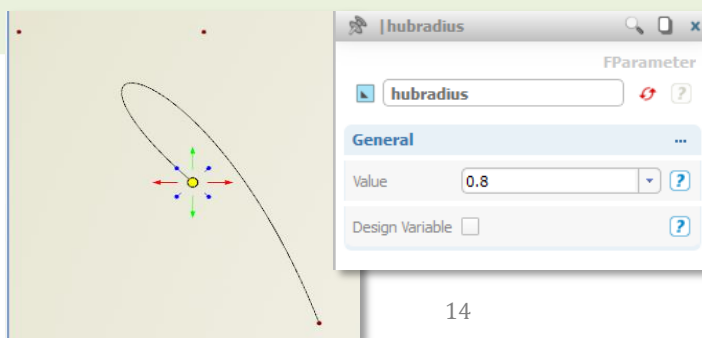 |hubradius
FParameter
hubradius
General
Value 0.8
Design Variable
14